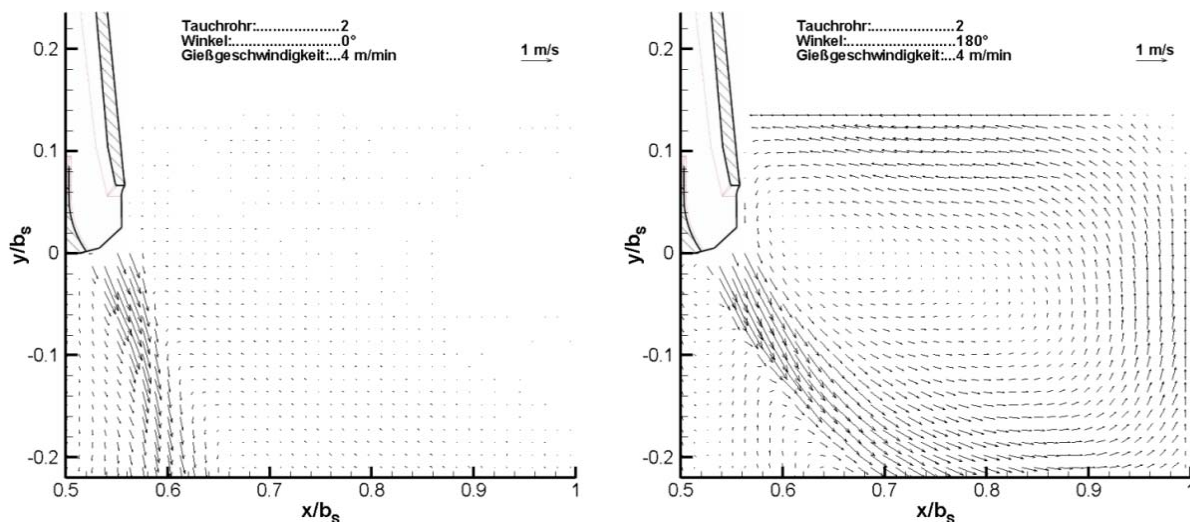 Tauchrohr:....................2
Winkel:.......................0°
Gießgeschwindigkeit:...4 m/min
1 m/s
0.2
0.1
0
-0.1
-0.2
y/bs
0.5
0.6
0.7
0.8
0.9
1
x/bs
Tauchrohr:....................2
Winkel:.......................180°
Gießgeschwindigkeit:...4 m/min
1 m/s
0.2
0.1
0
-0.1
-0.2
y/bs
0.5
0.6
0.7
0.8
0.9
1
x/bs